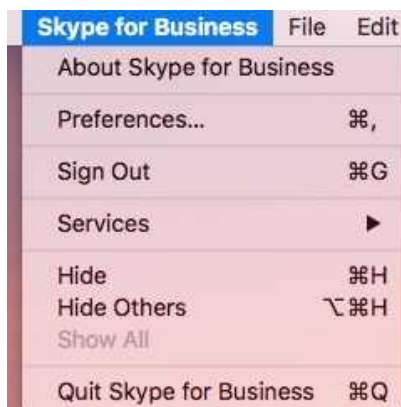 Skype for Business File Edit
About Skype for Business
Preferences... ⌘,
Sign Out ⌘G
Services ▶
Hide ⌘H
Hide Others ⌥⌘H
Show All
Quit Skype for Business ⌘Q